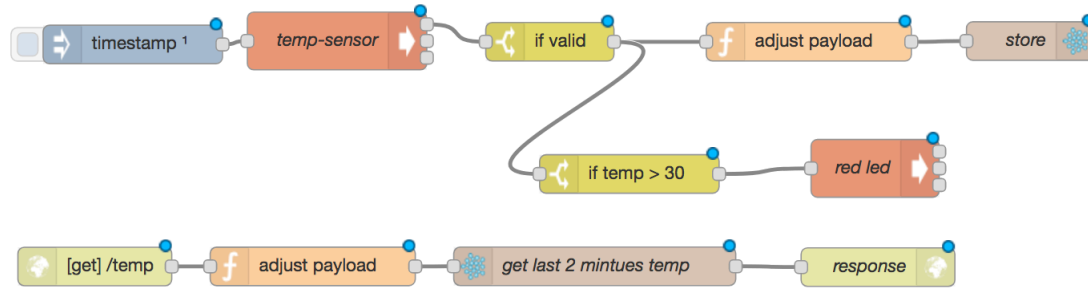 timestamp ¹
temp-sensor
if valid
adjust payload
store
if temp > 30
red led
[get] /temp
adjust payload
get last 2 mintues temp
response